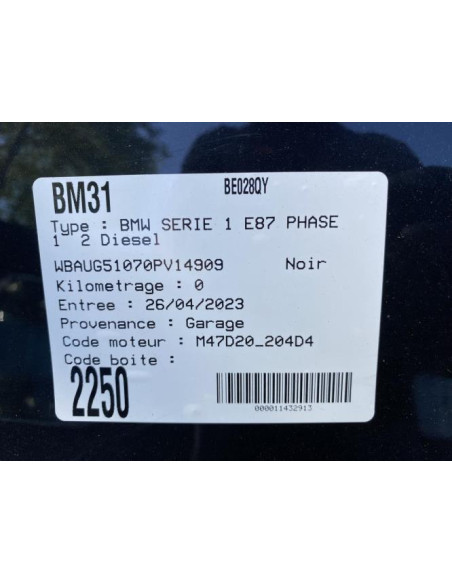 BM31 BE028QY
Type : BMW SERIE 1 E87 PHASE
1 2 Diesel
WBAUG51070PV14909 Noir
Kilometrage : 0
Entree : 26/04/2023
Provenance : Garage
Code moteur : M47D20_204D4
Code boite :
2250
000011432913